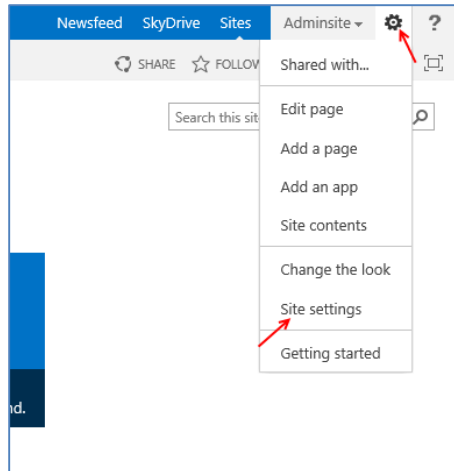 Newsfeed SkyDrive Sites Adminsite ?
SHARE FOLLOW
Shared with...
Search this sit
Edit page
Add a page
Add an app
Site contents
Change the look
Site settings
Getting started
nd.